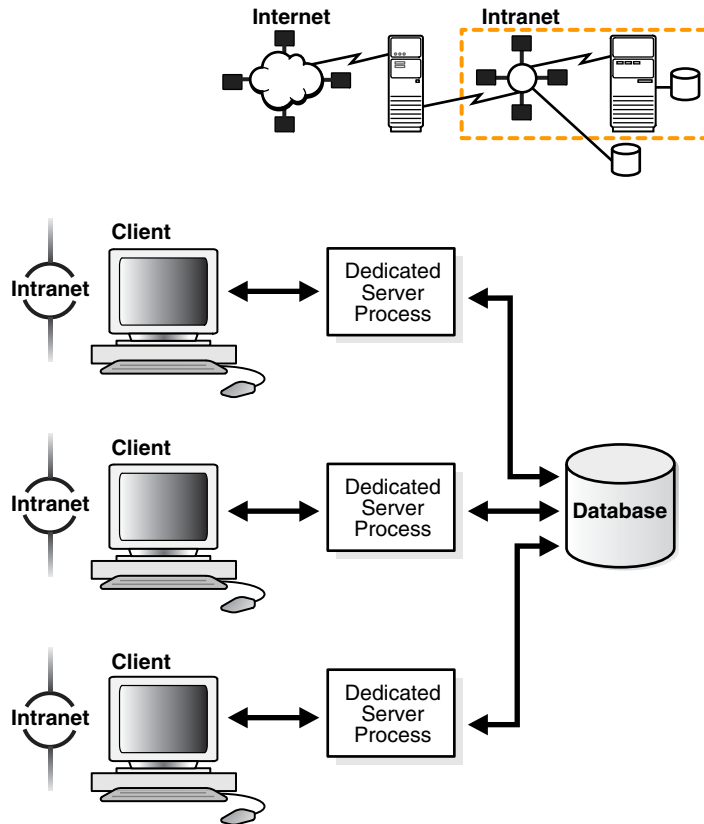 Internet
Intranet
Client
Intranet
Dedicated
Server
Process
Client
Intranet
Dedicated
Server
Process
Database
Client
Intranet
Dedicated
Server
Process